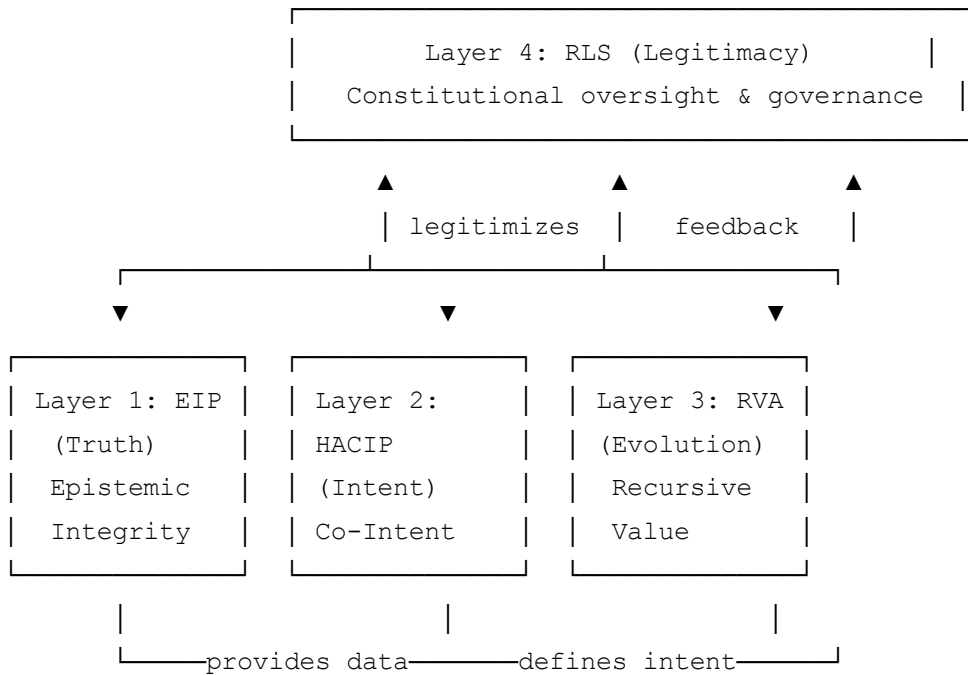 Layer 4: RLS (Legitimacy)
Constitutional oversight & governance
legitimizes feedback
Layer 1: EIP Layer 2: Layer 3: RVA
(Truth) HACIP (Evolution)
Epistemic (Intent) Recursive
Integrity Co-Intent Value
provides data defines intent